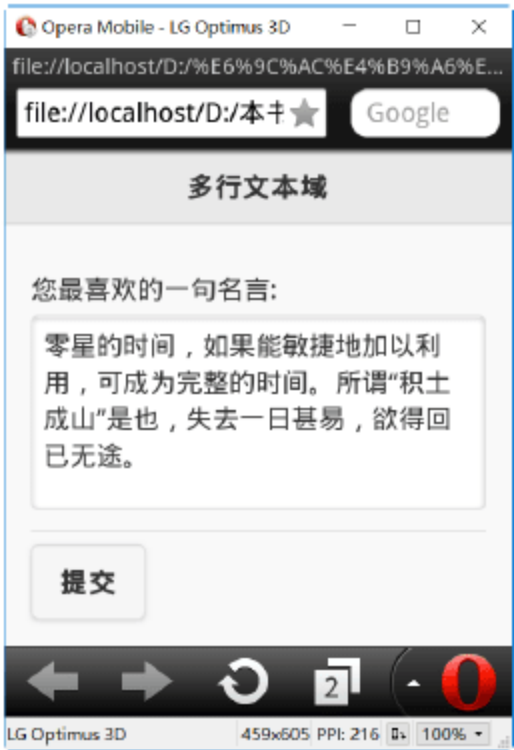 Opera Mobile - LG Optimus 3D
file://localhost/D:/%E6%9C%AC%E4%B9%A6%E...
file://localhost/D:/本书
Google
多行文本域
您最喜欢的一句名言:
零星的时间，如果能敏捷地加以利
用，可成为完整的时间。所谓“积土
成山”是也，失去一日甚易，欲得回
已无途。
提交
2
LG Optimus 3D 459x605 PPI: 216 100%